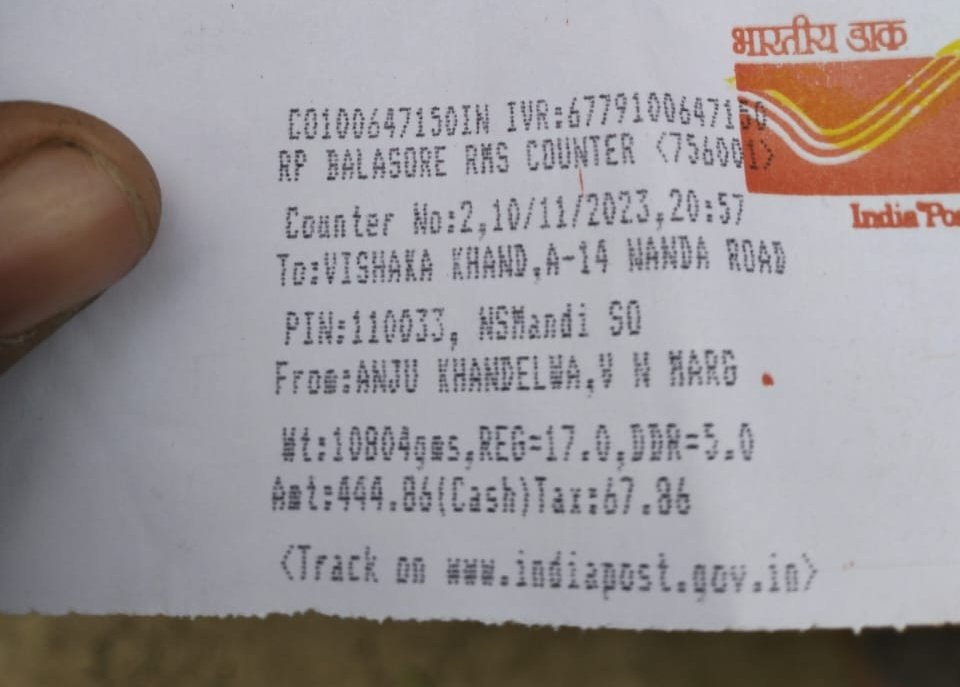 भारतीय डाक
CO100647150IN IVR:6779100647150
RP BALASORE RMS COUNTER <756001>
India Po
Counter No:2,10/11/2023,20:57
To:VISHAKA KHAND,A-14 NANDA ROAD
PIN:110033, NSMandi SO
From:ANJU KHANDELWA,V N MARG
Wt:10804gms,REG=17.0,DDR=5.0
Amt:444.86(Cash)Tax:67.86
<Track on www.indiapost.gov.in>